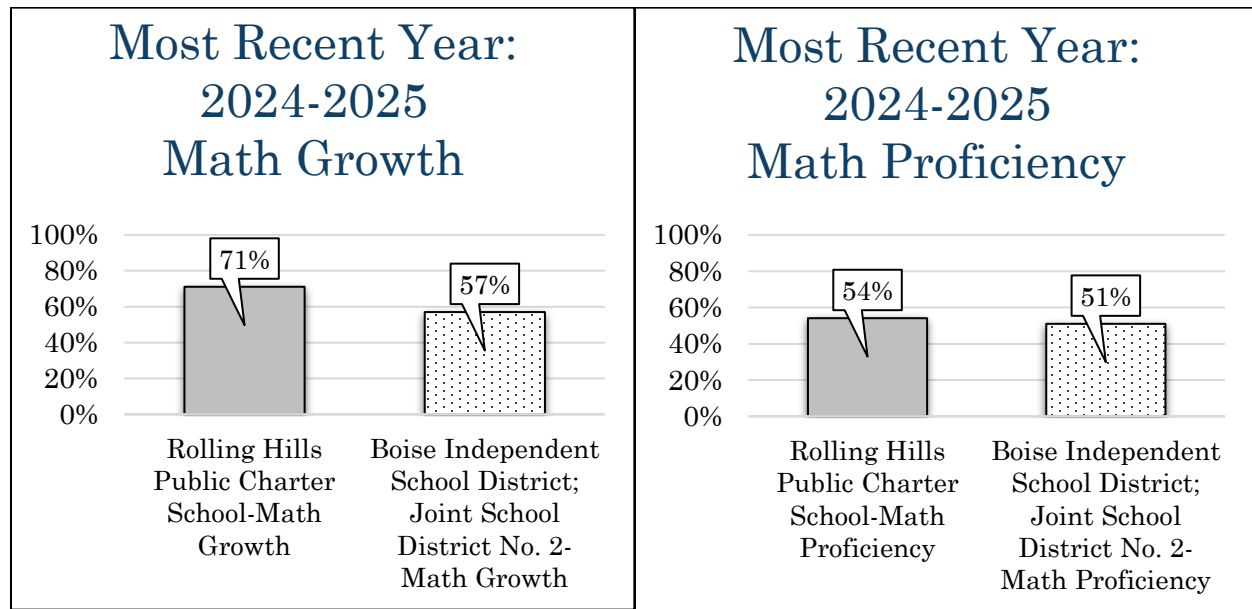 Most Recent Year:
2024-2025
Math Growth
100%
80%
60%
40%
20%
0%
71%
57%
Rolling Hills
Public Charter
School-Math
Growth
Boise Independent
School District;
Joint School
District No. 2-
Math Growth
Most Recent Year:
2024-2025
Math Proficiency
100%
80%
60%
40%
20%
0%
54%
51%
Rolling Hills
Public Charter
School-Math
Proficiency
Boise Independent
School District;
Joint School
District No. 2-
Math Proficiency